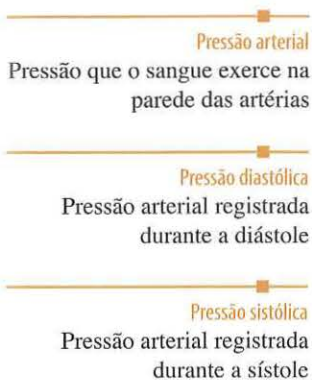 Pressão arterial
Pressão que o sangue exerce na
parede das artérias
Pressão diastólica
Pressão arterial registrada
durante a diástole
Pressão sistólica
Pressão arterial registrada
durante a sístole